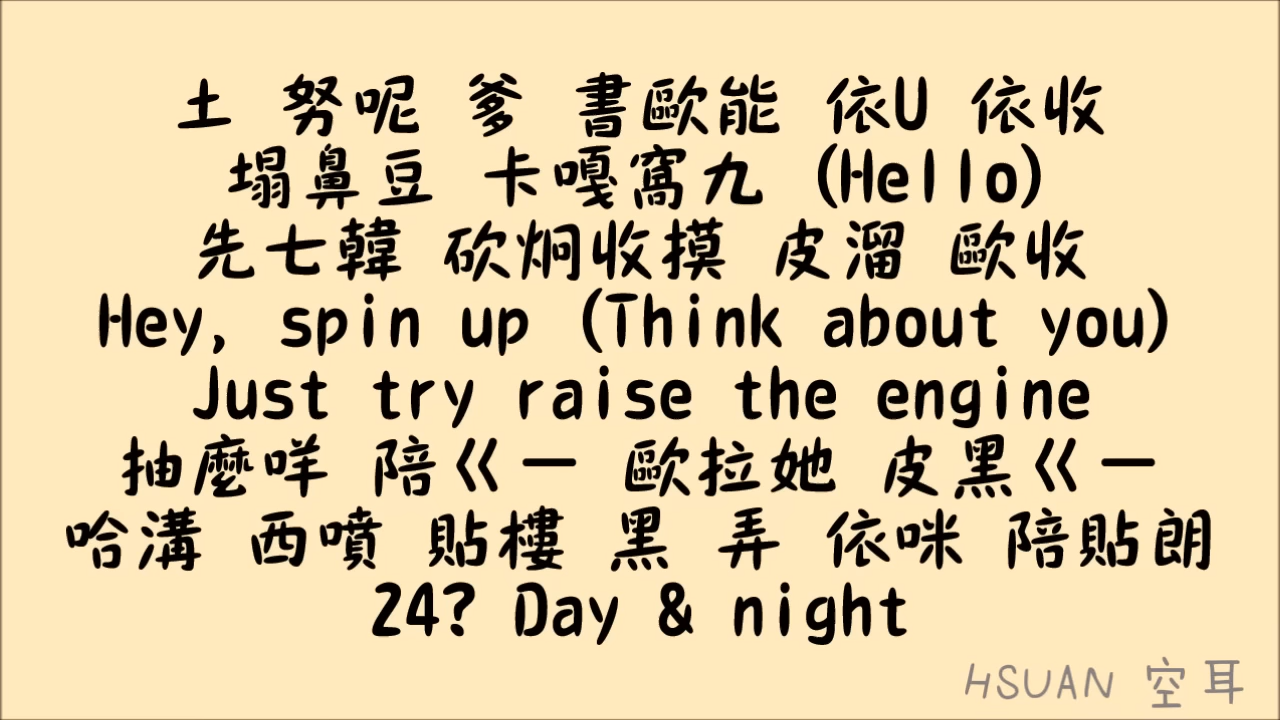 土 努呢 爹 書歐能 依U 依收
塌鼻豆 卡嘎窩九 (Hello)
先七韓 砍炯收摸 皮溜 歐收
Hey, spin up (Think about you)
Just try raise the engine
抽麼咩 陪ㄍㄧ 歐拉她 皮黑ㄍㄧ
哈溝 西噴 貼樓 黑 弄 依咪 陪貼朗
24? Day & night
HSUAN 空耳